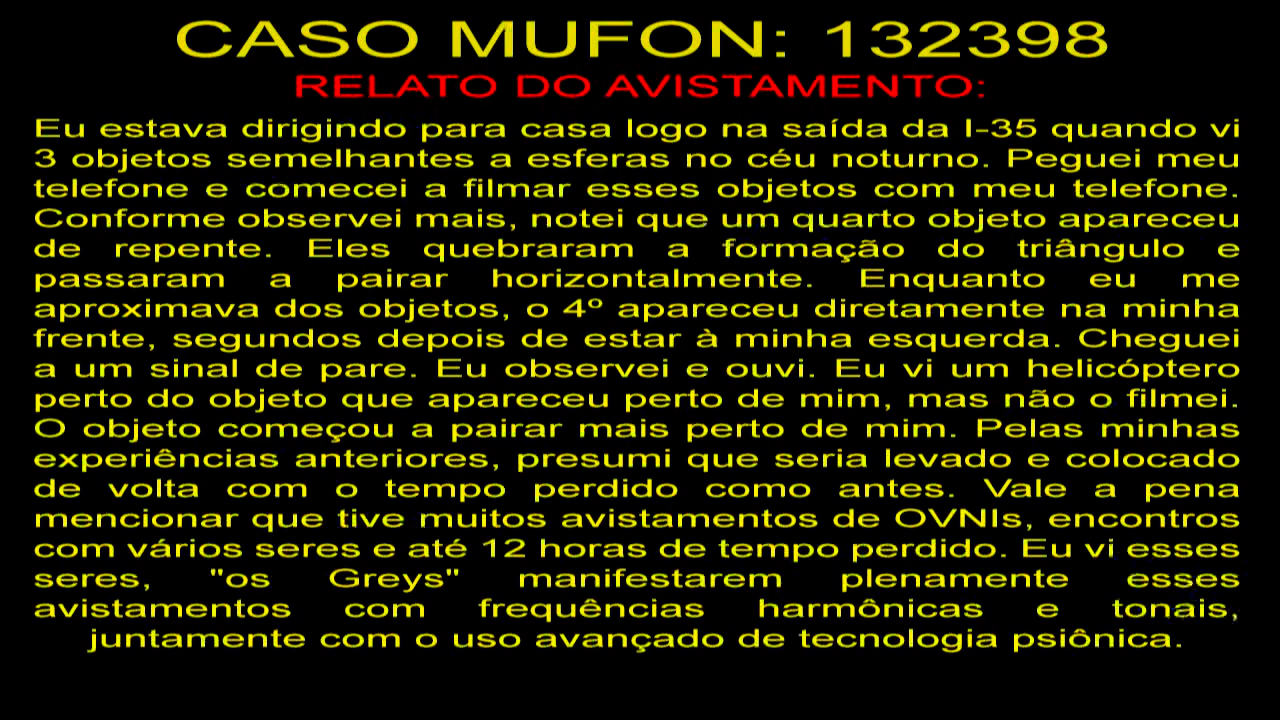 CASO MUFON: 132398
RELATO DO AVISTAMENTO:
Eu estava dirigindo para casa logo na saída da I-35 quando vi
3 objetos semelhantes a esferas no céu noturno. Peguei meu
telefone e comecei a filmar esses objetos com meu telefone.
Conforme observei mais, notei que um quarto objeto apareceu
de repente. Eles quebraram a formação do triângulo e
passaram a pairar horizontalmente. Enquanto eu me
aproximava dos objetos, o 4º apareceu diretamente na minha
frente, segundos depois de estar à minha esquerda. Cheguei
a um sinal de pare. Eu observei e ouvi. Eu vi um helicóptero
perto do objeto que apareceu perto de mim, mas não o filmei.
O objeto começou a pairar mais perto de mim. Pelas minhas
experiências anteriores, presumi que seria levado e colocado
de volta com o tempo perdido como antes. Vale a pena
mencionar que tive muitos avistamentos de OVNIs, encontros
com vários seres e até 12 horas de tempo perdido. Eu vi esses
seres, "os Greys" manifestarem plenamente esses
avistamentos com frequências harmônicas e tonais,
juntamente com o uso avançado de tecnologia psiônica.